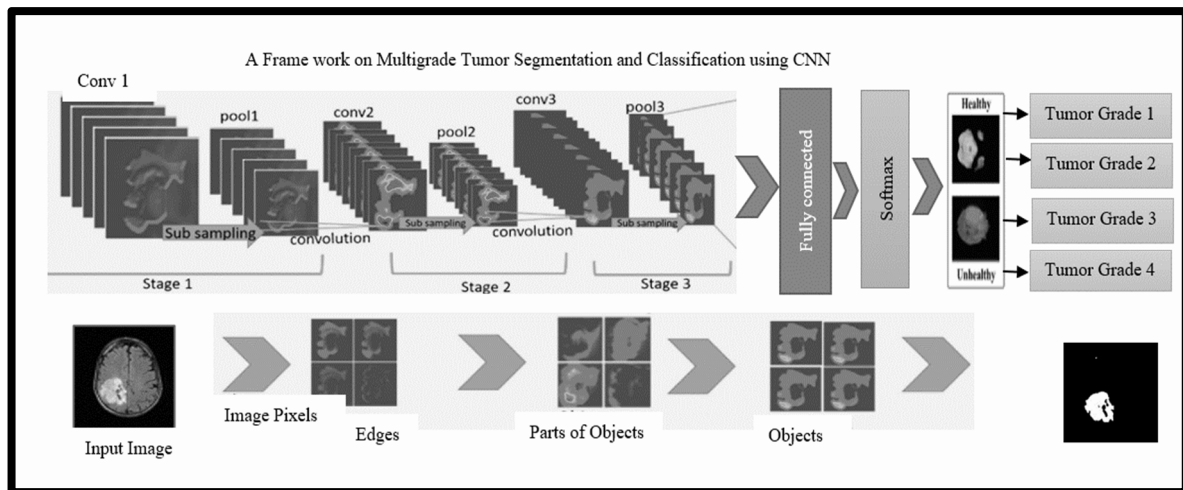 A Frame work on Multigrade Tumor Segmentation and Classification using CNN
Conv 1
pool1
conv2
pool2
conv3
pool3
Sub sampling
convolution
Sub sampling
convolution
Sub sampling
Stage 1
Stage 2
Stage 3
Fully connected
Softmax
Healthy
Unhealthy
Tumor Grade 1
Tumor Grade 2
Tumor Grade 3
Tumor Grade 4
Input Image
Image Pixels
Edges
Parts of Objects
Objects